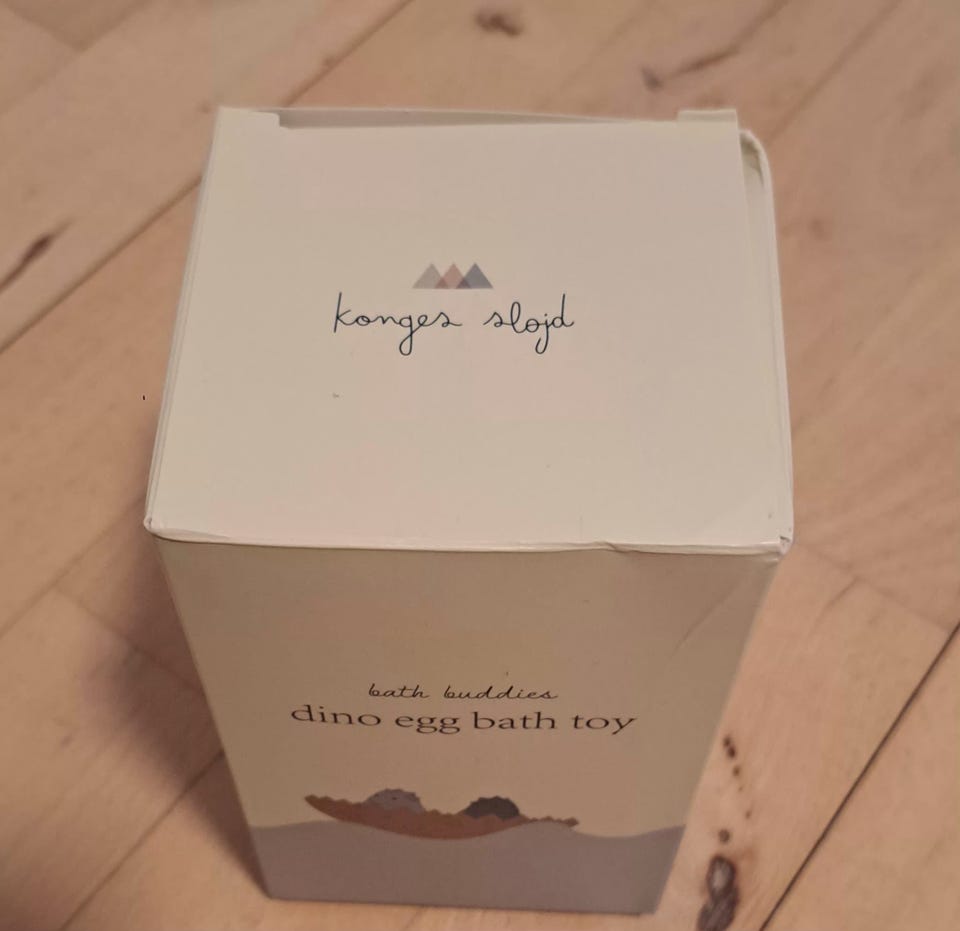 konges sløjd
bath buddies
dino egg bath toy